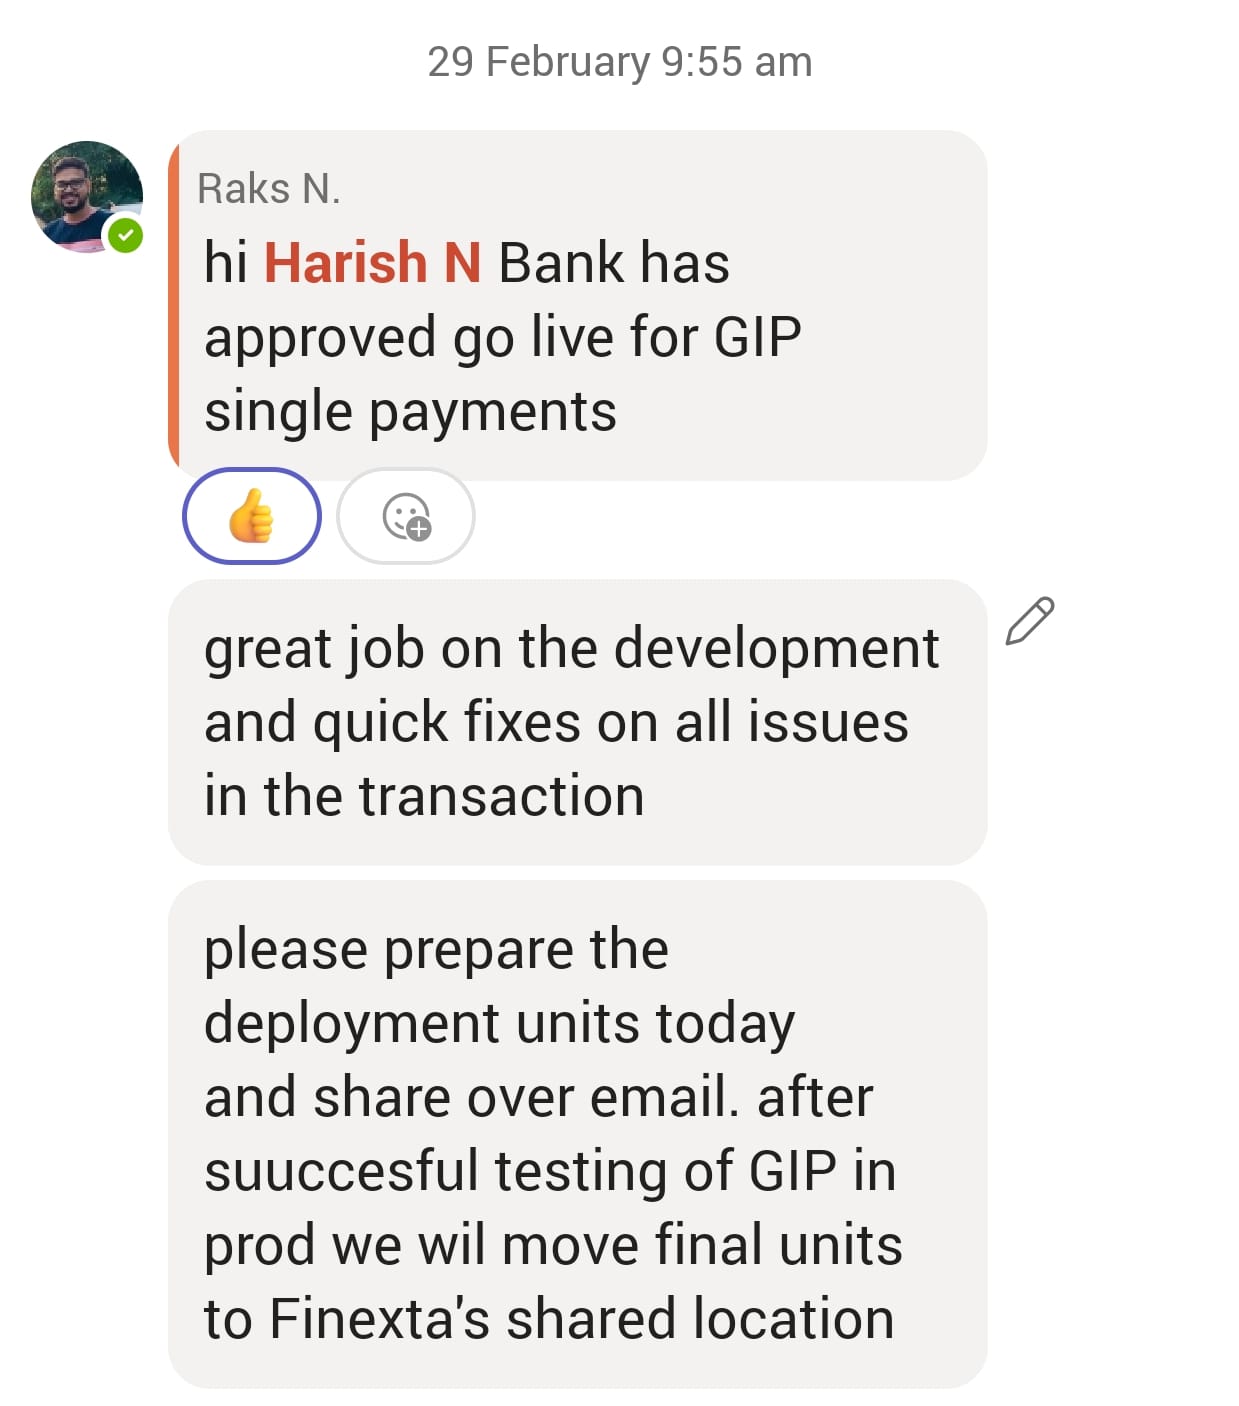 29 February 9:55 am
Raks N.
hi Harish N Bank has
approved go live for GIP
single payments
great job on the development
and quick fixes on all issues
in the transaction
please prepare the
deployment units today
and share over email. after
suuccesful testing of GIP in
prod we wil move final units
to Finexta's shared location